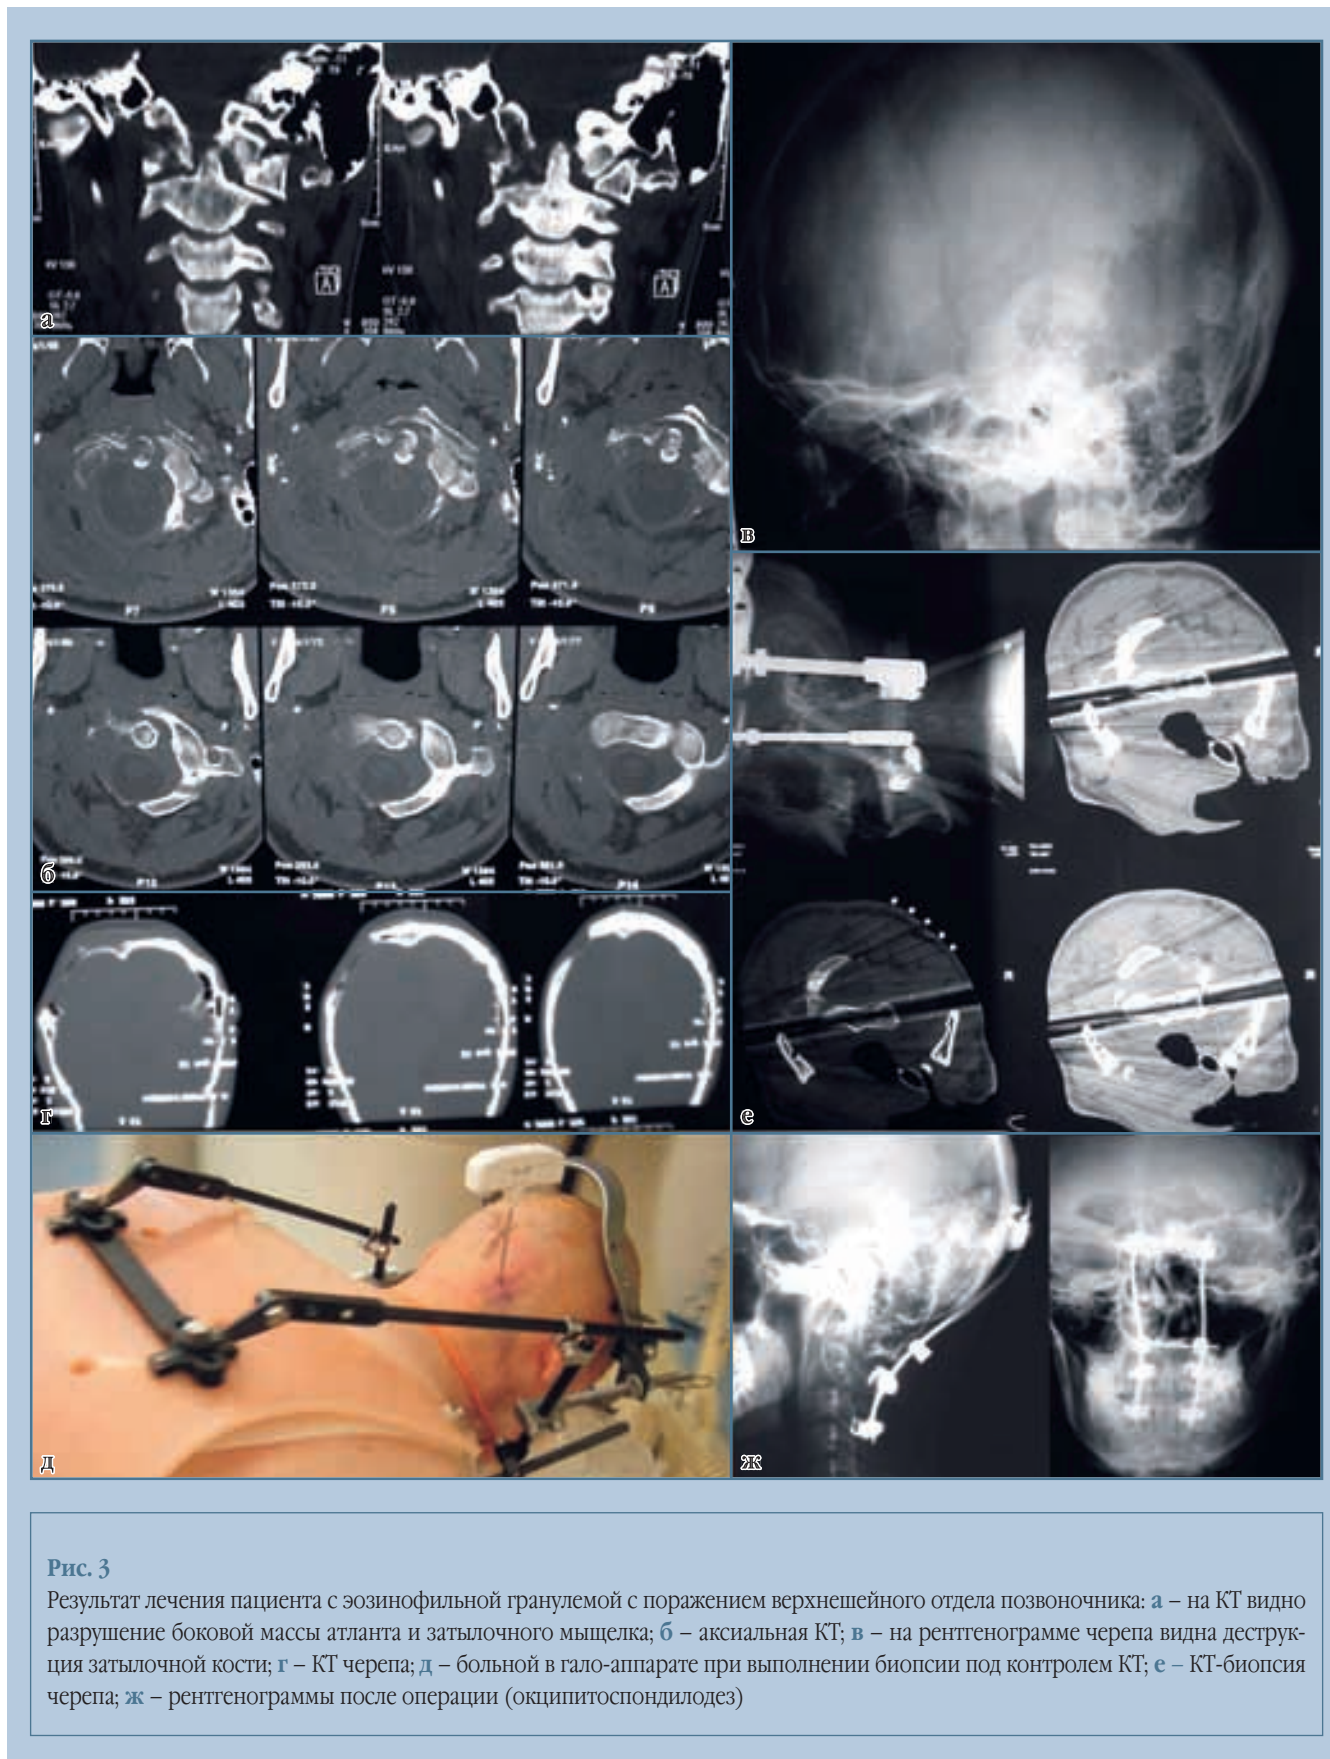 а
A
A
б
P7
в
г
д
е
ж
Рис. 3
Результат лечения пациента с эозинофильной гранулемой с поражением верхнешейного отдела позвоночника: а – на КТ видно
разрушение боковой массы атланта и затылочного мыщелка; б – аксиальная КТ; в – на рентгенограмме черепа видна деструк-
ция затылочной кости; г – КТ черепа; д – больной в гало-аппарате при выполнении биопсии под контролем КТ; е – КТ-биопсия
черепа; ж – рентгенограммы после операции (окципитоспондилодез)